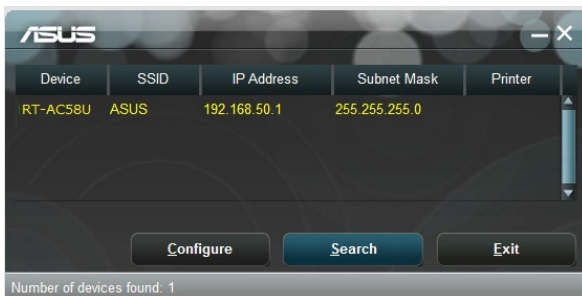 ASUS
Device SSID IP Address Subnet Mask Printer
RT-AC58U ASUS 192.168.50.1 255.255.255.0
Configure Search Exit
Number of devices found: 1